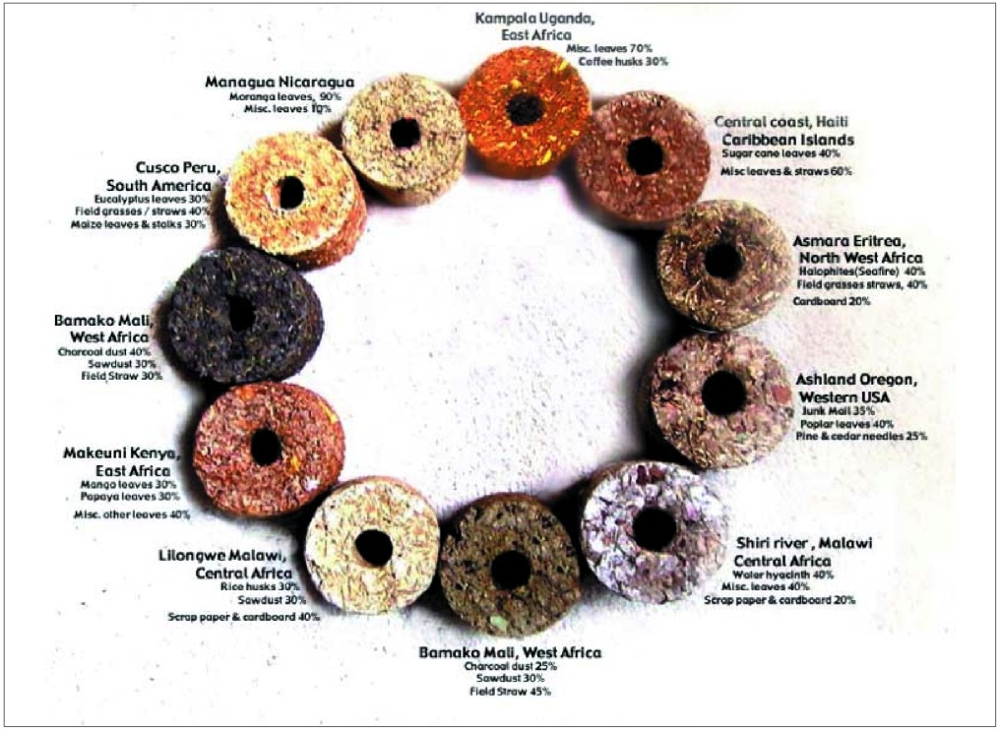 Kampala Uganda,
East Africa
Misc. leaves 70%
Coffee husks 30%
Central coast, Haiti
Caribbean Islands
Sugar cane leaves 40%
Misc leaves & straws 60%
Asmara Eritrea,
North West Africa
Halophites(Seafire) 40%
Field grasses straws, 40%
Cardboard 20%
Ashland Oregon,
Western USA
Junk Mail 35%
Poplar leaves 40%
Pine & cedar needles 25%
Shiri river , Malawi
Central Africa
Water hyacinth 40%
Misc. leaves 40%
Scrap paper & cardboard 20%
Bamako Mali, West Africa
Charcoal dust 25%
Sawdust 30%
Field Straw 45%
Lilongwe Malawi,
Central Africa
Rice husks 30%
Sawdust 30%
Scrap paper & cardboard 40%
Makeuni Kenya,
East Africa
Mango leaves 30%
Papaya leaves 30%
Misc. other leaves 40%
Bamako Mali,
West Africa
Charcoal dust 40%
Sawdust 30%
Field Straw 30%
Cusco Peru,
South America
Eucalyptus leaves 30%
Field grasses / straws 40%
Maize leaves & stalks 30%
Managua Nicaragua
Moranga leaves, 90%
Misc. leaves 10%